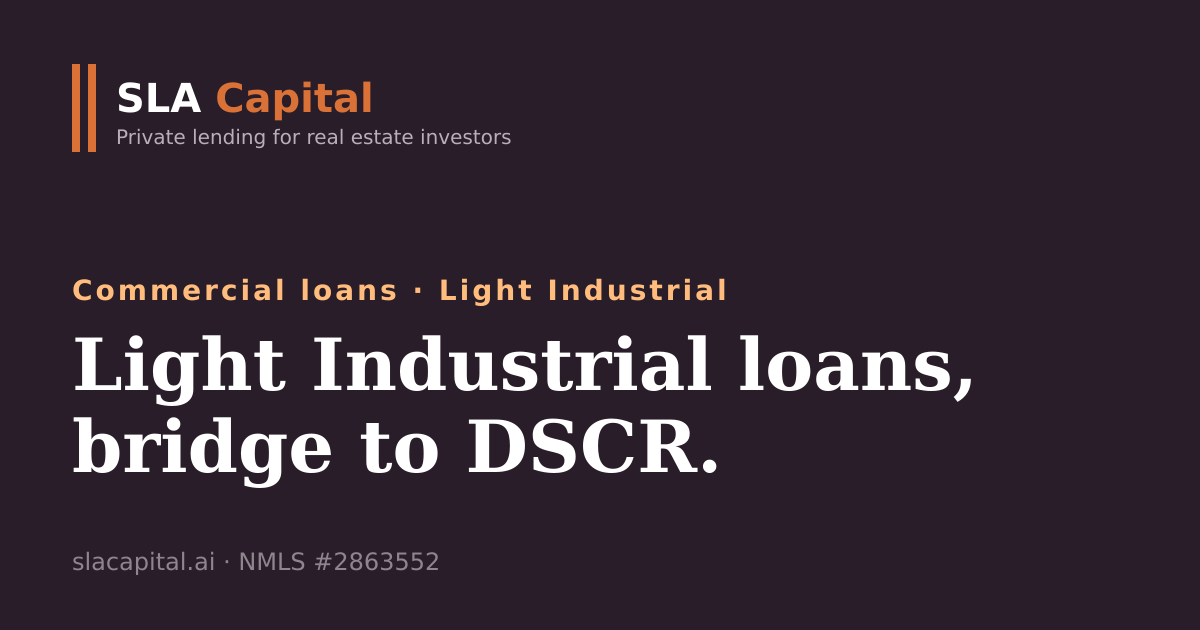 SLA Capital
Private lending for real estate investors
Commercial loans · Light Industrial
Light Industrial loans,
bridge to DSCR.
slacapital.ai · NMLS #2863552